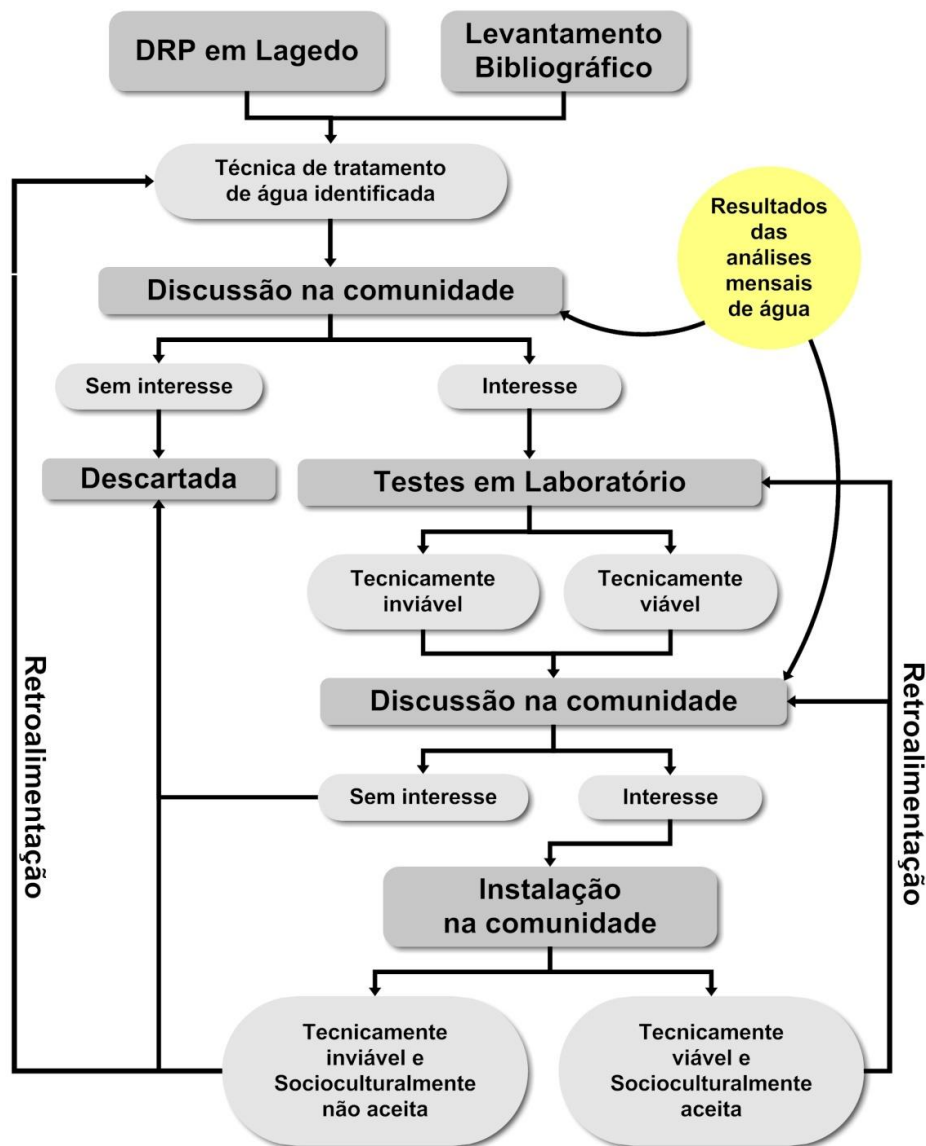 DRP em Lagedo
Levantamento
Bibliográfico
Técnica de tratamento
de água identificada
Resultados
das
análises
mensais
de água
Discussão na comunidade
Sem interesse
Interesse
Descartada
Testes em Laboratório
Tecnicamente
inviável
Tecnicamente
viável
Retroalimentação
Retroalimentação
Discussão na comunidade
Sem interesse
Interesse
Instalação
na comunidade
Tecnicamente
inviável e
Socioculturalmente
não aceita
Tecnicamente
viável e
Socioculturalmente
aceita